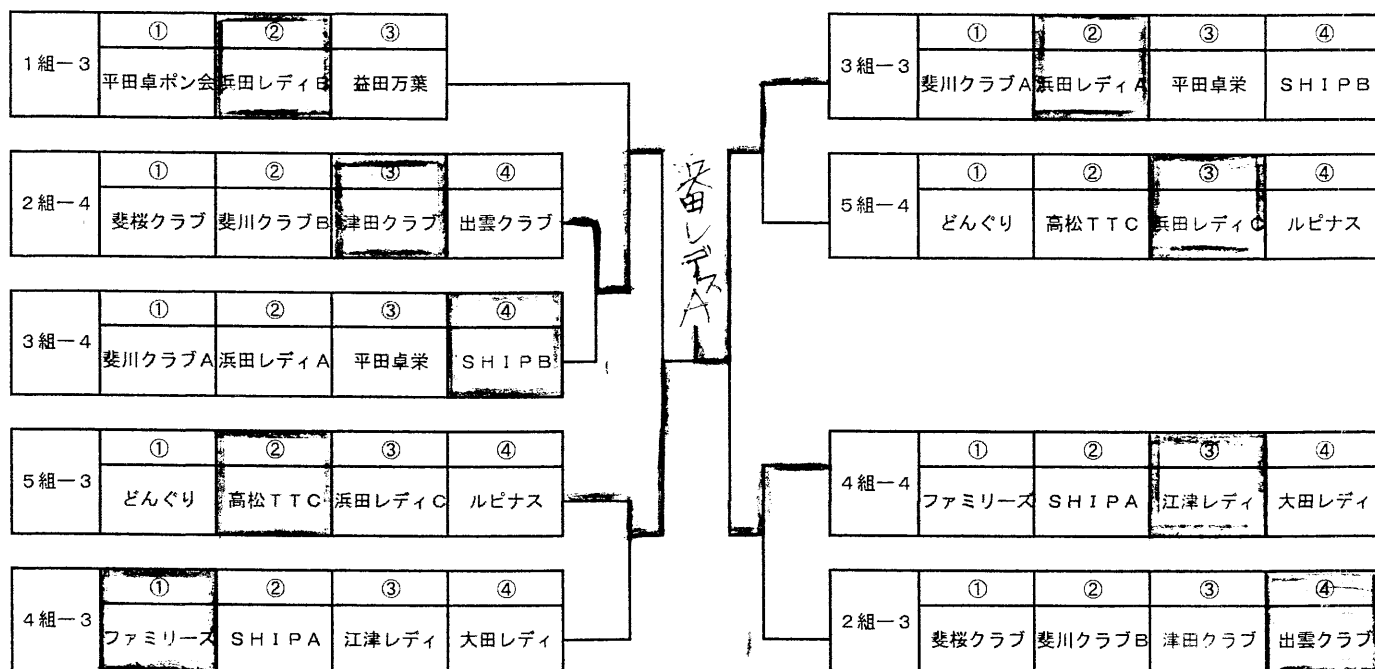 1組ー3
① ② ③
平田卓ポン会 浜田レディB 益田万葉
2組ー4
① ② ③ ④
斐桜クラブ 斐川クラブB 津田クラブ 出雲クラブ
3組ー4
① ② ③ ④
斐川クラブA 浜田レディA 平田卓栄 SHIPB
5組ー3
① ② ③ ④
どんぐり 高松TTC 浜田レディC ルピナス
4組ー3
① ② ③ ④
ファミリーズ SHIPA 江津レディ 大田レディ
田レディスA
3組ー3
① ② ③ ④
斐川クラブA 浜田レディA 平田卓栄 SHIPB
5組ー4
① ② ③ ④
どんぐり 高松TTC 浜田レディC ルピナス
4組ー4
① ② ③ ④
ファミリーズ SHIPA 江津レディ 大田レディ
2組ー3
① ② ③ ④
斐桜クラブ 斐川クラブB 津田クラブ 出雲クラブ